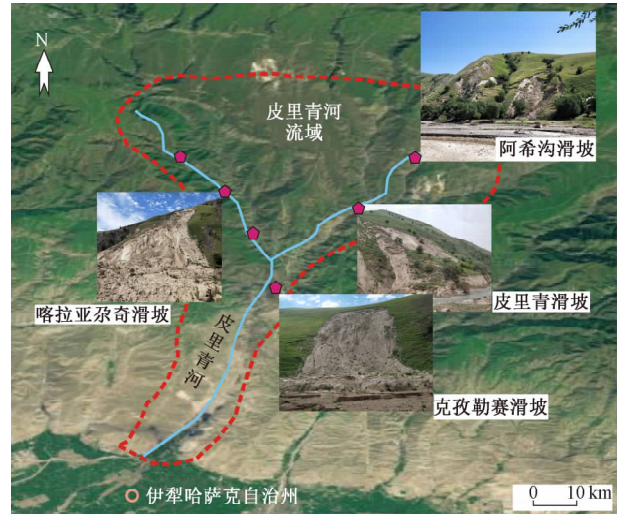 N
皮里青河
流域
阿希沟滑坡
喀拉亚尕奇滑坡
皮里青滑坡
皮里青河
克孜勒赛滑坡
伊犁哈萨克自治州
0 10 km